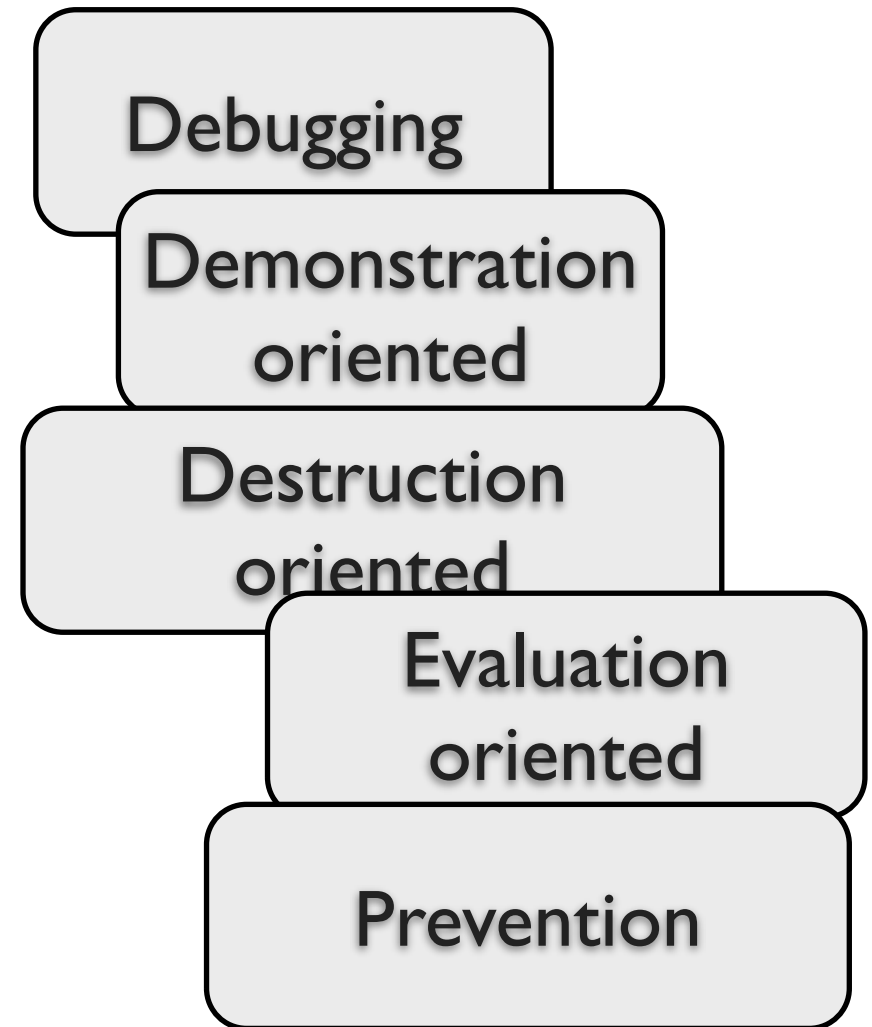 Debugging
Demonstration
oriented
Destruction
oriented
Evaluation
oriented
Prevention